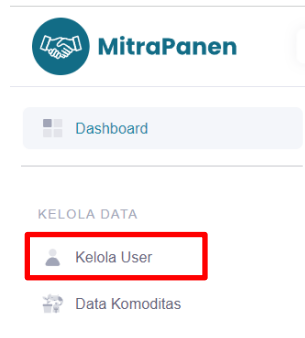 MitraPanen
Dashboard
KELOLA DATA
Kelola User
Data Komoditas